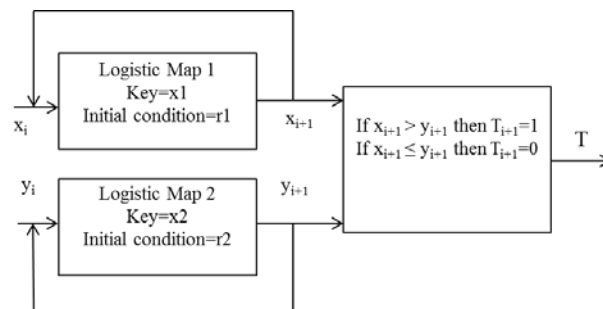 Logistic Map 1
Key=x1
Initial condition=r1
xi
xi+1
If xi+1 > yi+1 then Ti+1=1
If xi+1 ≤ yi+1 then Ti+1=0
T
yi
yi+1
Logistic Map 2
Key=x2
Initial condition=r2